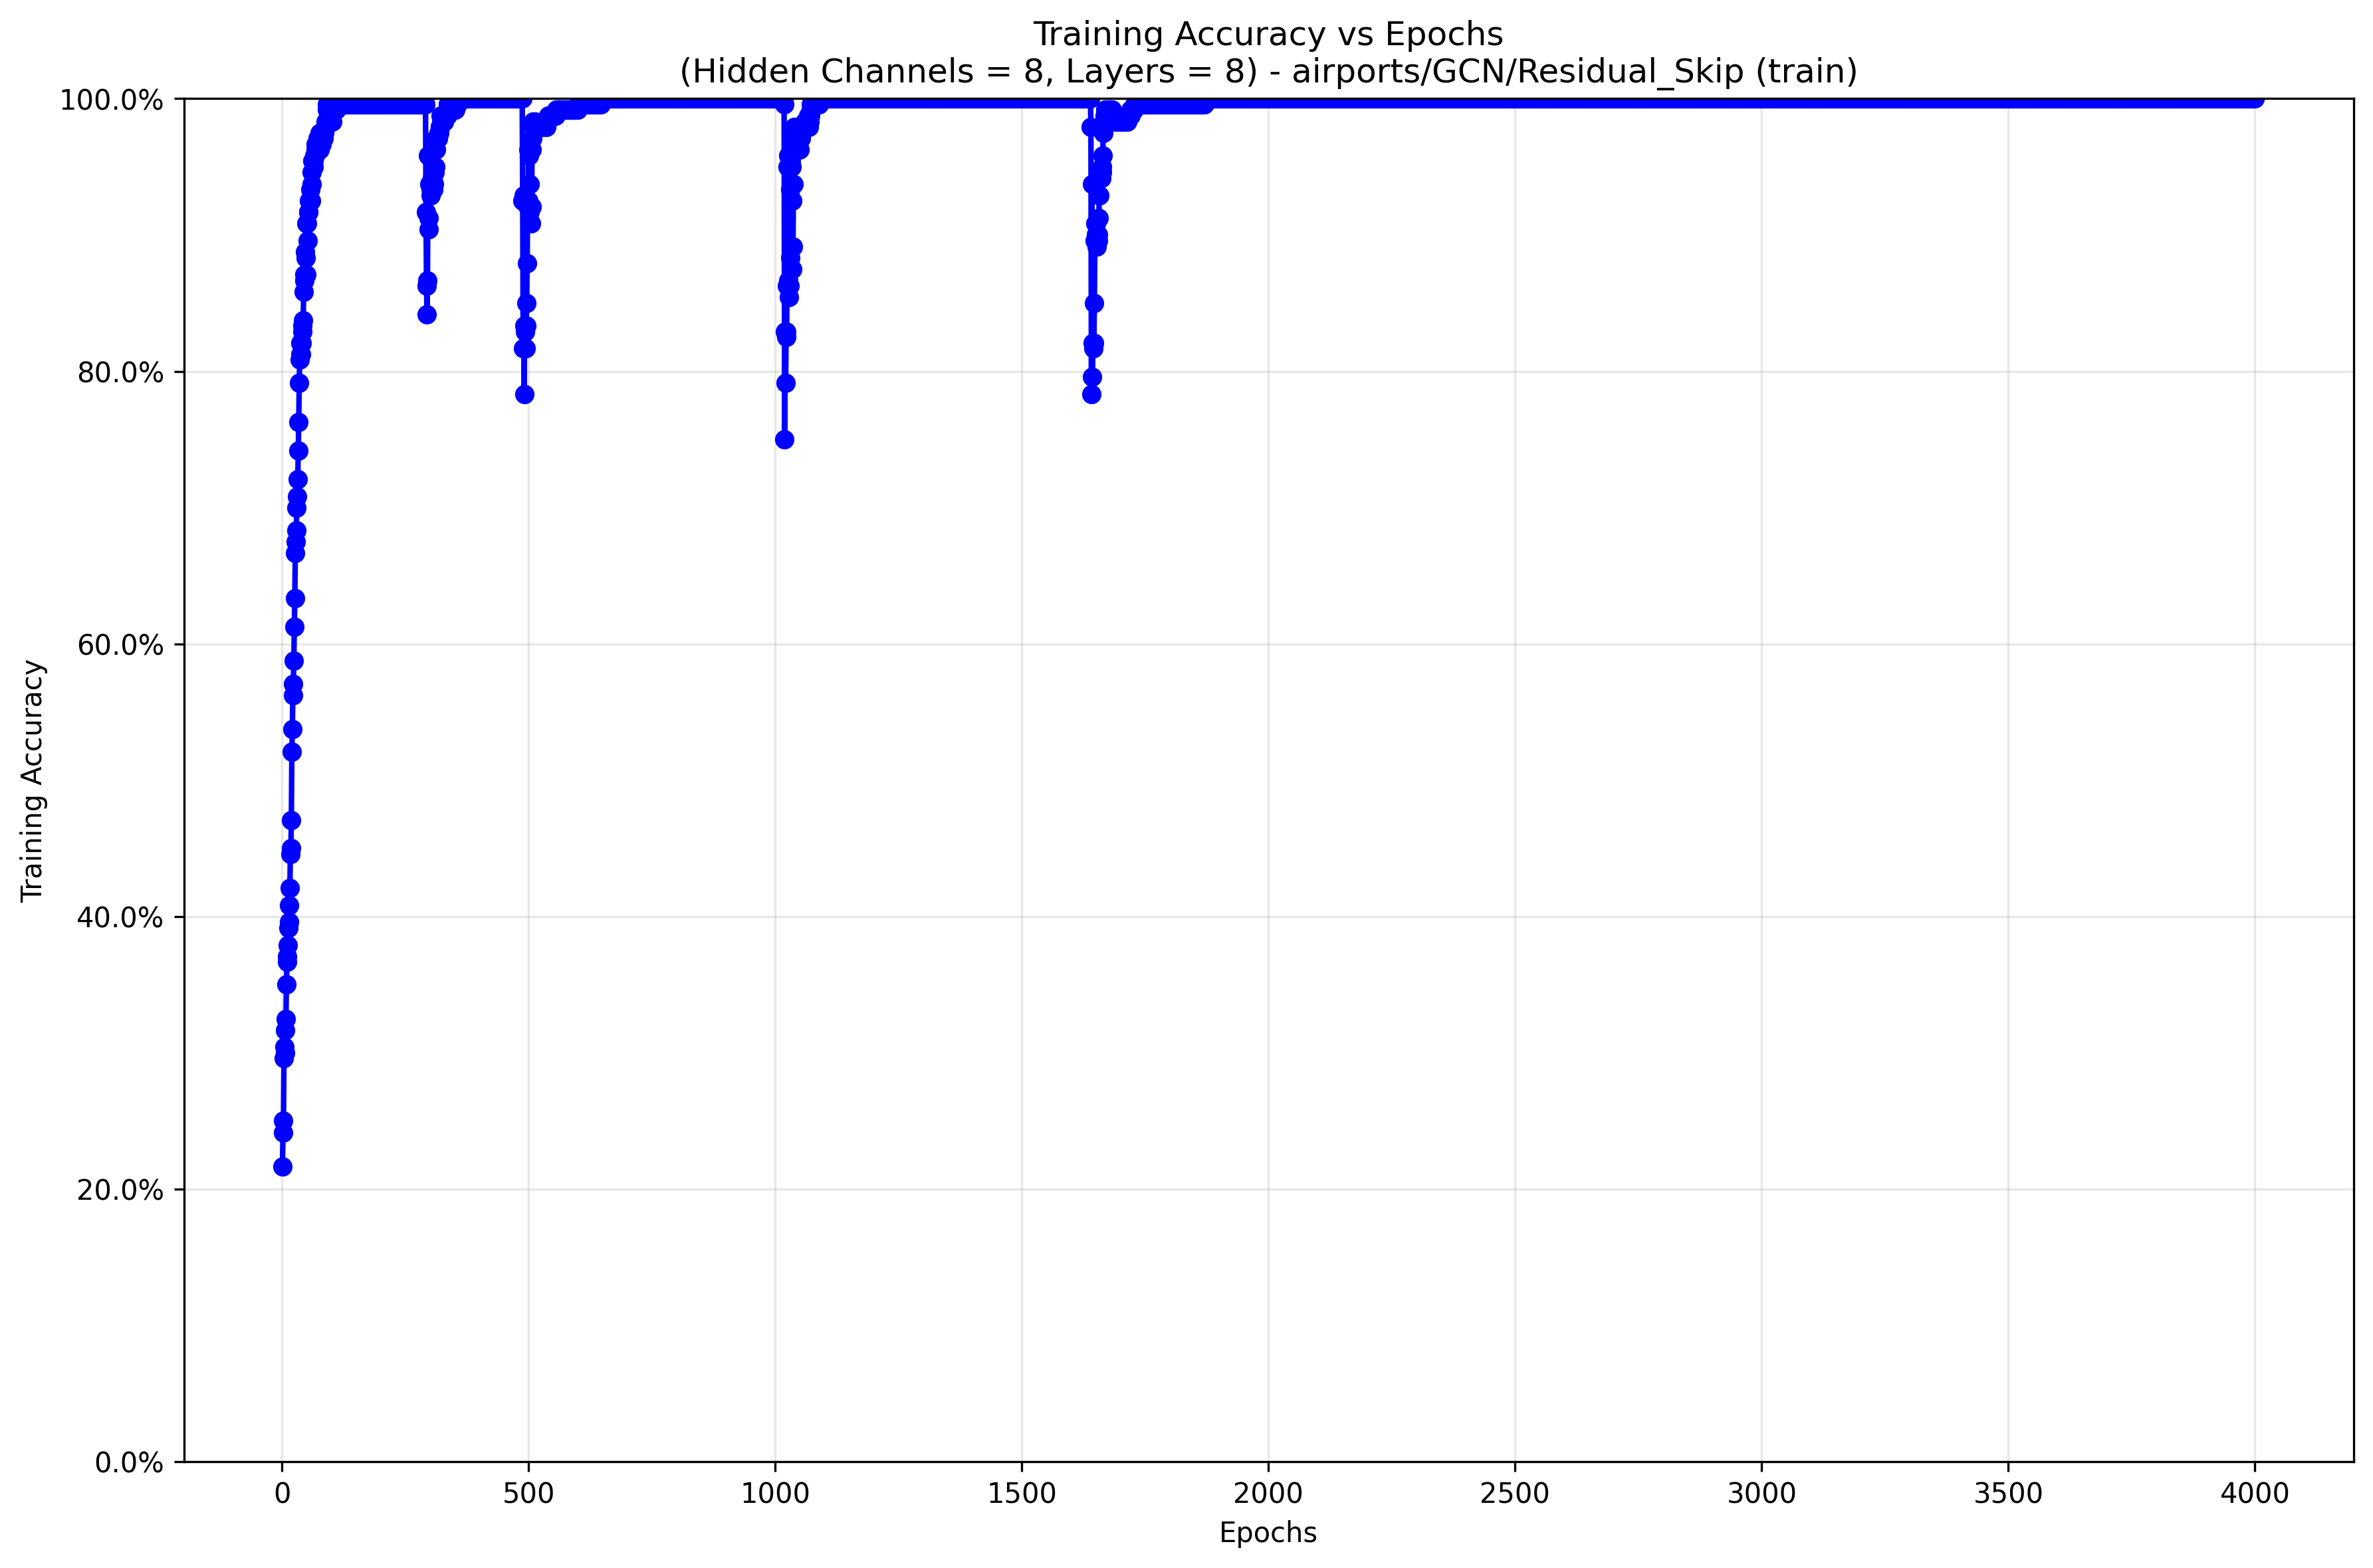 Training Accuracy vs Epochs
(Hidden Channels = 8, Layers = 8) - airports/GCN/Residual_Skip (train)
Training Accuracy
100.0%
80.0%
60.0%
40.0%
20.0%
0.0%
0 500 1000 1500 2000 2500 3000 3500 4000
Epochs